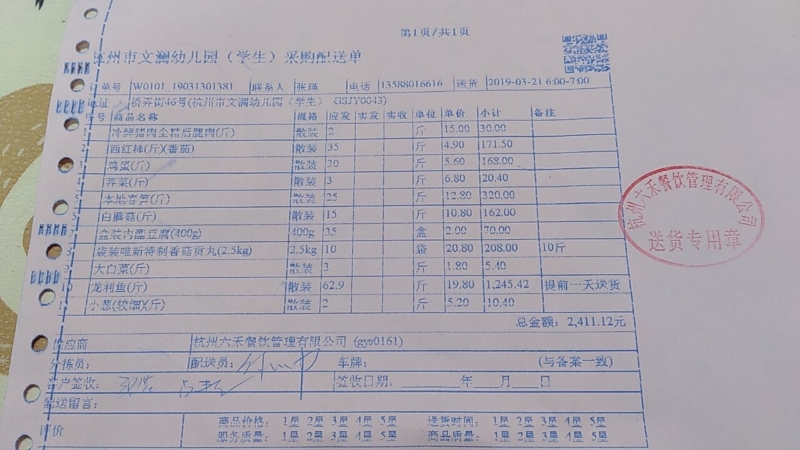 第1页/共1页
杭州市文澜幼儿园（学生）采购配送单
订单号 W0101_19031301381 联系人 张瑛 电话 13588016616 送货 2019-03-21 6:00-7:00
地址 桥弄街46号(杭州市文澜幼儿园（学生） GSJY0043)
序号 商品名称 规格 应发 实发 实收 单位 单价 小计 备注
冷鲜猪肉全精后腿肉(斤) 散装 2 斤 15.00 30.00
西红柿(斤)(番茄) 散装 35 斤 4.90 171.50
鸡蛋(斤) 散装 30 斤 5.60 168.00
荠菜(斤) 散装 3 斤 6.80 20.40
本地春笋(斤) 散装 25 斤 12.80 320.00
白蘑菇(斤) 散装 15 斤 10.80 162.00
盒装内酯豆腐(400g) 400g 35 盒 2.00 70.00
袋装唯新特制香菇贡丸(2.5kg) 2.5kg 10 袋 20.80 208.00 10斤
大白菜(斤) 散装 3 斤 1.80 5.40
龙利鱼(斤) 散装 62.9 斤 19.80 1,245.42 提前一天送货
小葱(较细)(斤) 散装 2 斤 5.20 10.40
总金额: 2,411.12元
供应商 杭州六禾餐饮管理有限公司 (gys0161)
分拣员: 配送员: 车牌: (与备案一致)
客户签收: 签收日期: 年 月 日
配送留言:
评价 商品价格: 1星 2星 3星 4星 5星 送货时间: 1星 2星 3星 4星 5星
服务质量: 1星 2星 3星 4星 5星 商品质量: 1星 2星 3星 4星 5星
杭州六禾餐饮管理有限公司
送货专用章